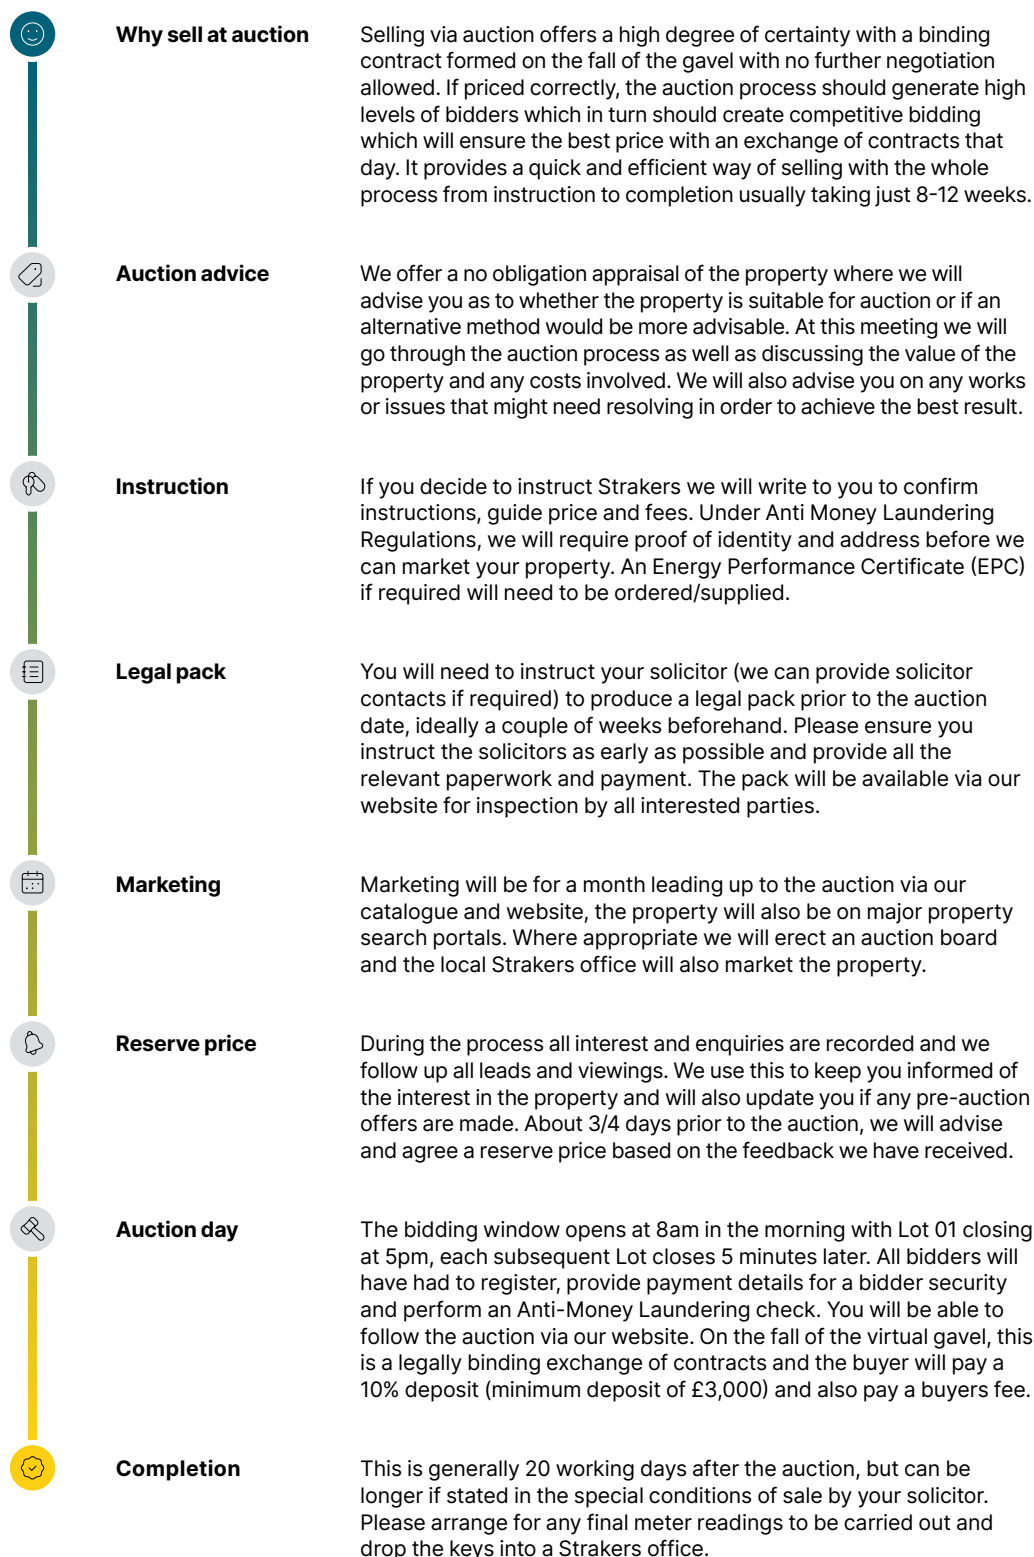 Why sell at auction
Selling via auction offers a high degree of certainty with a binding
contract formed on the fall of the gavel with no further negotiation
allowed. If priced correctly, the auction process should generate high
levels of bidders which in turn should create competitive bidding
which will ensure the best price with an exchange of contracts that
day. It provides a quick and efficient way of selling with the whole
process from instruction to completion usually taking just 8-12 weeks.
Auction advice
We offer a no obligation appraisal of the property where we will
advise you as to whether the property is suitable for auction or if an
alternative method would be more advisable. At this meeting we will
go through the auction process as well as discussing the value of the
property and any costs involved. We will also advise you on any works
or issues that might need resolving in order to achieve the best result.
Instruction
If you decide to instruct Strakers we will write to you to confirm
instructions, guide price and fees. Under Anti Money Laundering
Regulations, we will require proof of identity and address before we
can market your property. An Energy Performance Certificate (EPC)
if required will need to be ordered/supplied.
Legal pack
You will need to instruct your solicitor (we can provide solicitor
contacts if required) to produce a legal pack prior to the auction
date, ideally a couple of weeks beforehand. Please ensure you
instruct the solicitors as early as possible and provide all the
relevant paperwork and payment. The pack will be available via our
website for inspection by all interested parties.
Marketing
Marketing will be for a month leading up to the auction via our
catalogue and website, the property will also be on major property
search portals. Where appropriate we will erect an auction board
and the local Strakers office will also market the property.
Reserve price
During the process all interest and enquiries are recorded and we
follow up all leads and viewings. We use this to keep you informed of
the interest in the property and will also update you if any pre-auction
offers are made. About 3/4 days prior to the auction, we will advise
and agree a reserve price based on the feedback we have received.
Auction day
The bidding window opens at 8am in the morning with Lot 01 closing
at 5pm, each subsequent Lot closes 5 minutes later. All bidders will
have had to register, provide payment details for a bidder security
and perform an Anti-Money Laundering check. You will be able to
follow the auction via our website. On the fall of the virtual gavel, this
is a legally binding exchange of contracts and the buyer will pay a
10% deposit (minimum deposit of £3,000) and also pay a buyers fee.
Completion
This is generally 20 working days after the auction, but can be
longer if stated in the special conditions of sale by your solicitor.
Please arrange for any final meter readings to be carried out and
drop the keys into a Strakers office.